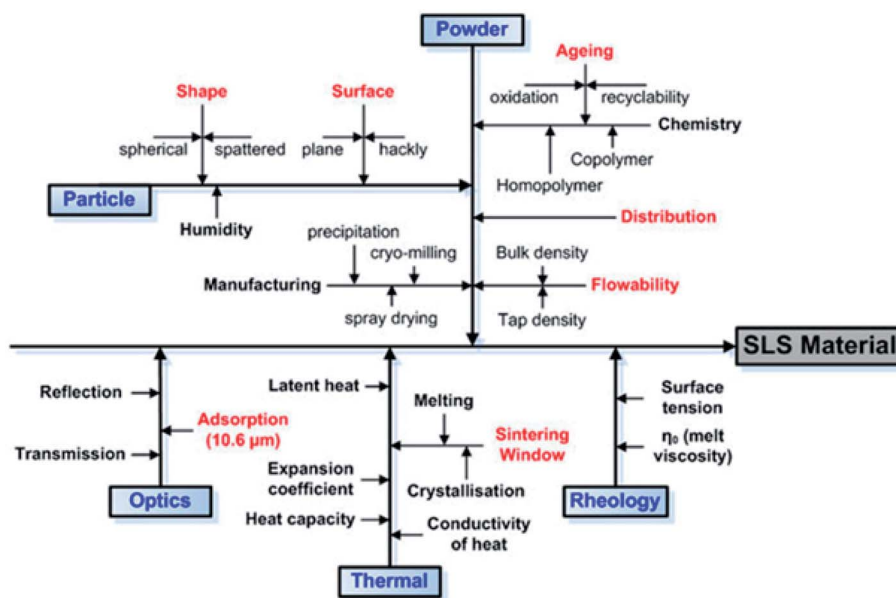 Powder
Ageing
Shape
Surface
oxidation
recyclability
spherical
spattered
plane
hackly
Chemistry
Copolymer
Homopolymer
Particle
Humidity
Distribution
precipitation
cryo-milling
Bulk density
Manufacturing
Flowability
spray drying
Tap density
SLS Material
Reflection
Latent heat
Surface
tension
Melting
Adsorption
(10.6 µm)
Sintering
Window
η₀ (melt
viscosity)
Transmission
Expansion
coefficient
Crystallisation
Optics
Rheology
Heat capacity
Conductivity
of heat
Thermal